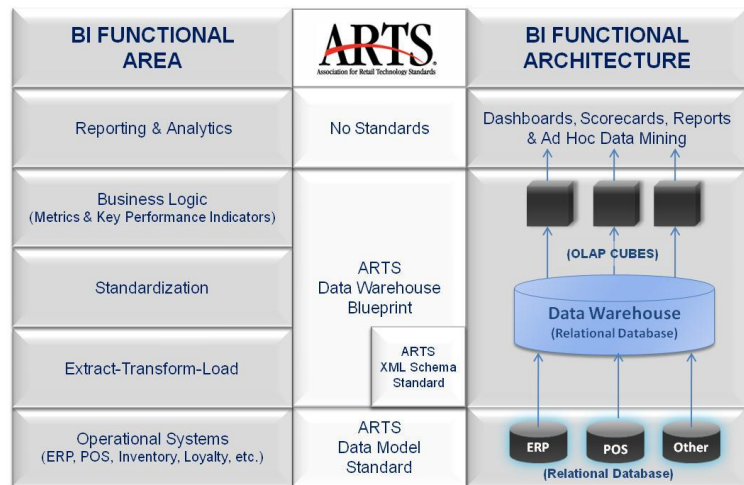 BI FUNCTIONAL
AREA
ARTS®
Association for Retail Technology Standards
BI FUNCTIONAL
ARCHITECTURE
Reporting & Analytics
No Standards
Dashboards, Scorecards, Reports
& Ad Hoc Data Mining
Business Logic
(Metrics & Key Performance Indicators)
Standardization
Extract-Transform-Load
ARTS
Data Warehouse
Blueprint
ARTS
XML Schema
Standard
(OLAP CUBES)
Data Warehouse
(Relational Database)
Operational Systems
(ERP, POS, Inventory, Loyalty, etc.)
ARTS
Data Model
Standard
ERP
POS
Other
(Relational Database)